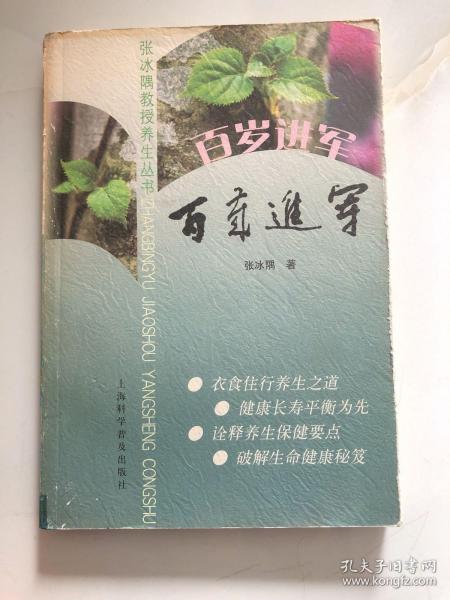 张冰隅教授养生丛书
ZHANGBINGYU JIAOSHOU YANGSHENG CONGSHU
百岁进军
百岁進军
张冰隅 著
衣食住行养生之道
健康长寿平衡为先
诠释养生保健要点
破解生命健康秘笈
上海科学普及出版社
孔夫子旧书网
www.kongfz.com